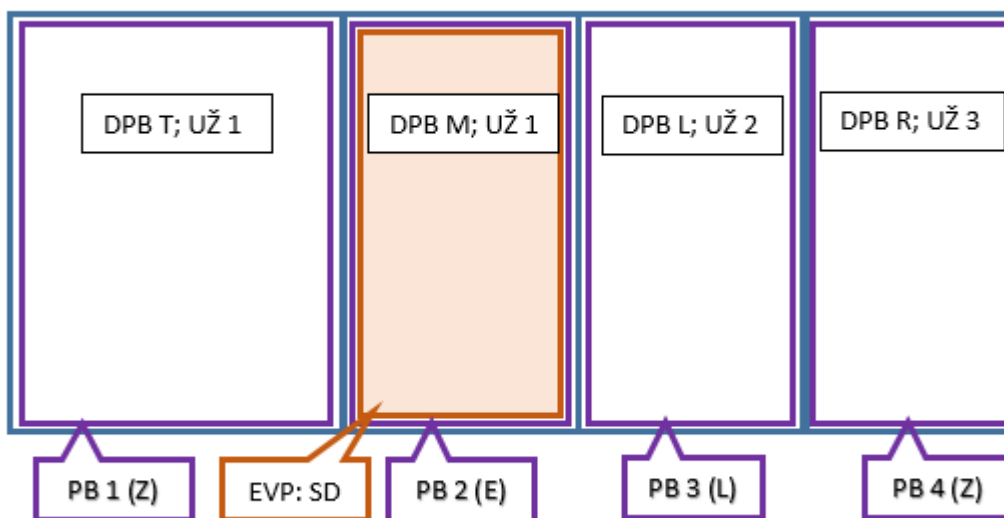 DPB T; UŽ 1
DPB M; UŽ 1
DPB L; UŽ 2
DPB R; UŽ 3
PB 1 (Z)
EVP: SD
PB 2 (E)
PB 3 (L)
PB 4 (Z)